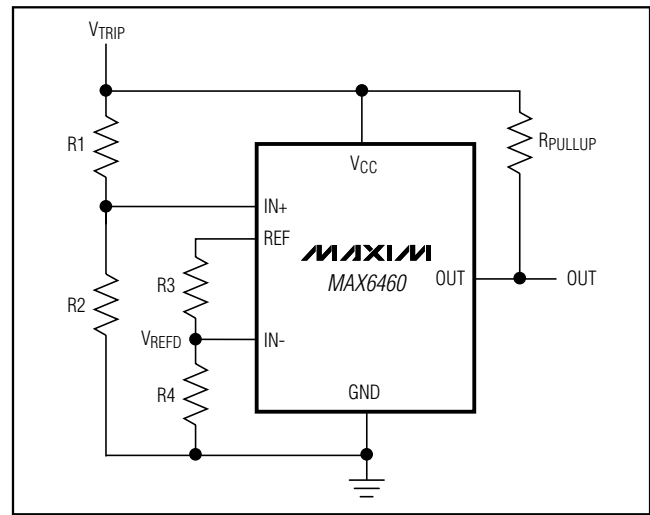 VTRIP
R1
RPULLUP
VCC
IN+
REF
MAXIM
MAX6460
OUT
OUT
R3
R2
VREFD
IN-
R4
GND